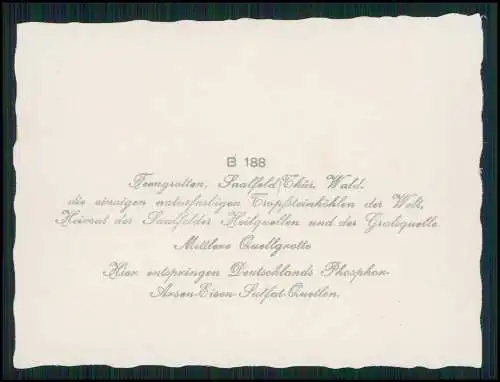 B 188
Feengrotten, Saalfeld/Thür. Wald.
die einzigen naturfarbigen Tropfsteinhöhlen der Welt,
Heimat der Saalfelder Heilquellen und der Gralsquelle.
Mittlere Quellgrotte
Hier entspringen Deutschlands Phosphor-
Arsen-Eisen-Sulfat-Quellen.